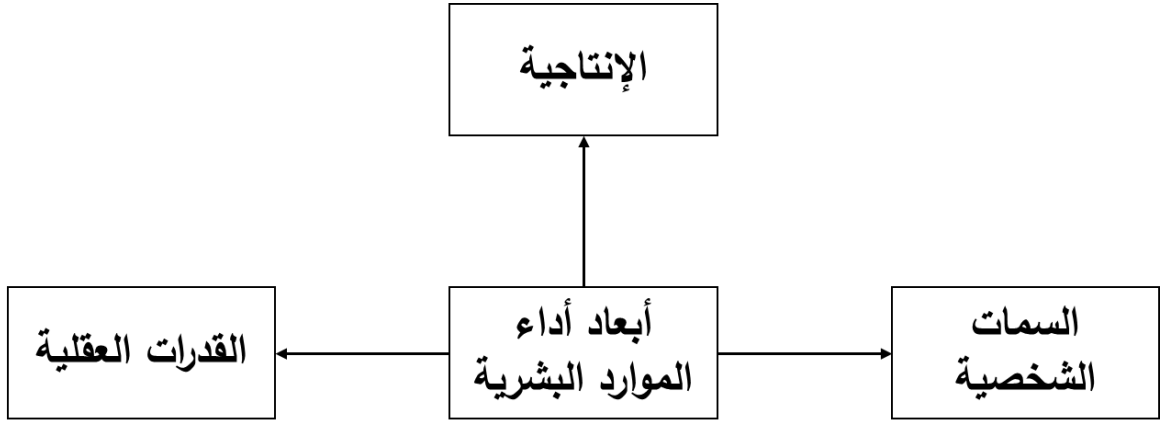 الإنتاجية
السمات
الشخصية
أبعاد أداء
الموارد البشرية
القدرات العقلية